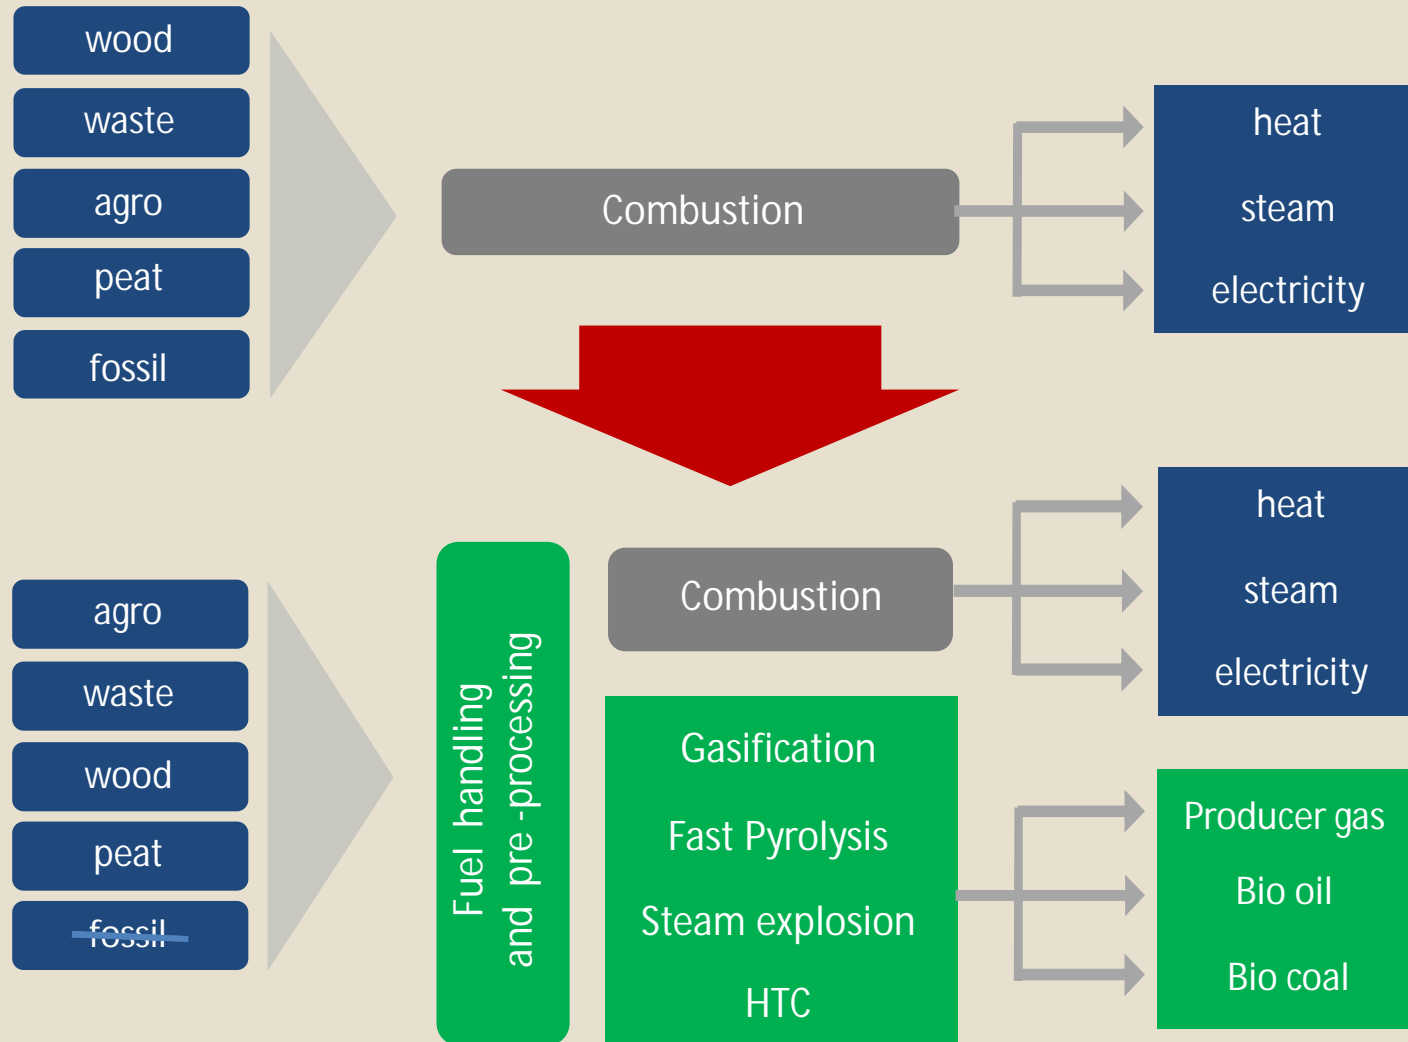 wood
waste
agro
peat
fossil
Combustion
heat
steam
electricity
agro
waste
wood
peat
fossil
Fuel handling
and pre -processing
Combustion
Gasification
Fast Pyrolysis
Steam explosion
HTC
heat
steam
electricity
Producer gas
Bio oil
Bio coal